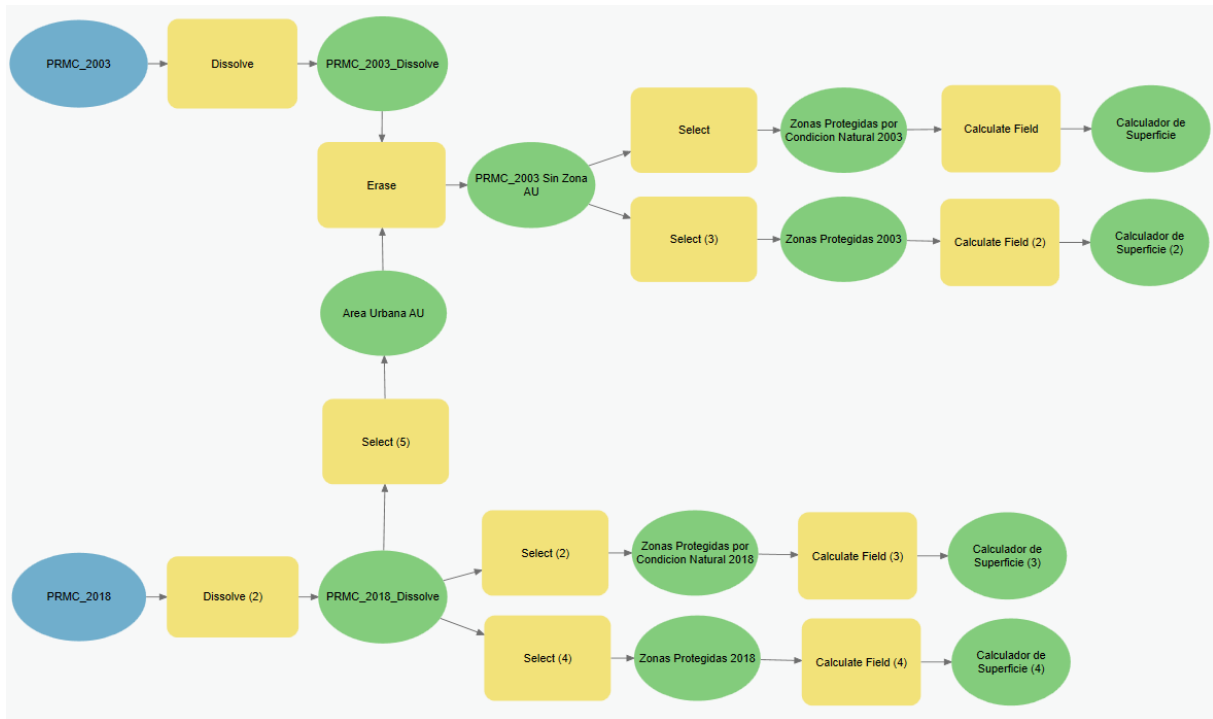 PRMC_2003
Dissolve
PRMC_2003_Dissolve
Select
Zonas Protegidas por
Condicion Natural 2003
Calculate Field
Calculador de
Superficie
Erase
PRMC_2003 Sin Zona
AU
Select (3)
Zonas Protegidas 2003
Calculate Field (2)
Calculador de
Superficie (2)
Area Urbana AU
Select (5)
PRMC_2018
Dissolve (2)
PRMC_2018_Dissolve
Select (2)
Zonas Protegidas por
Condicion Natural 2018
Calculate Field (3)
Calculador de
Superficie (3)
Select (4)
Zonas Protegidas 2018
Calculate Field (4)
Calculador de
Superficie (4)